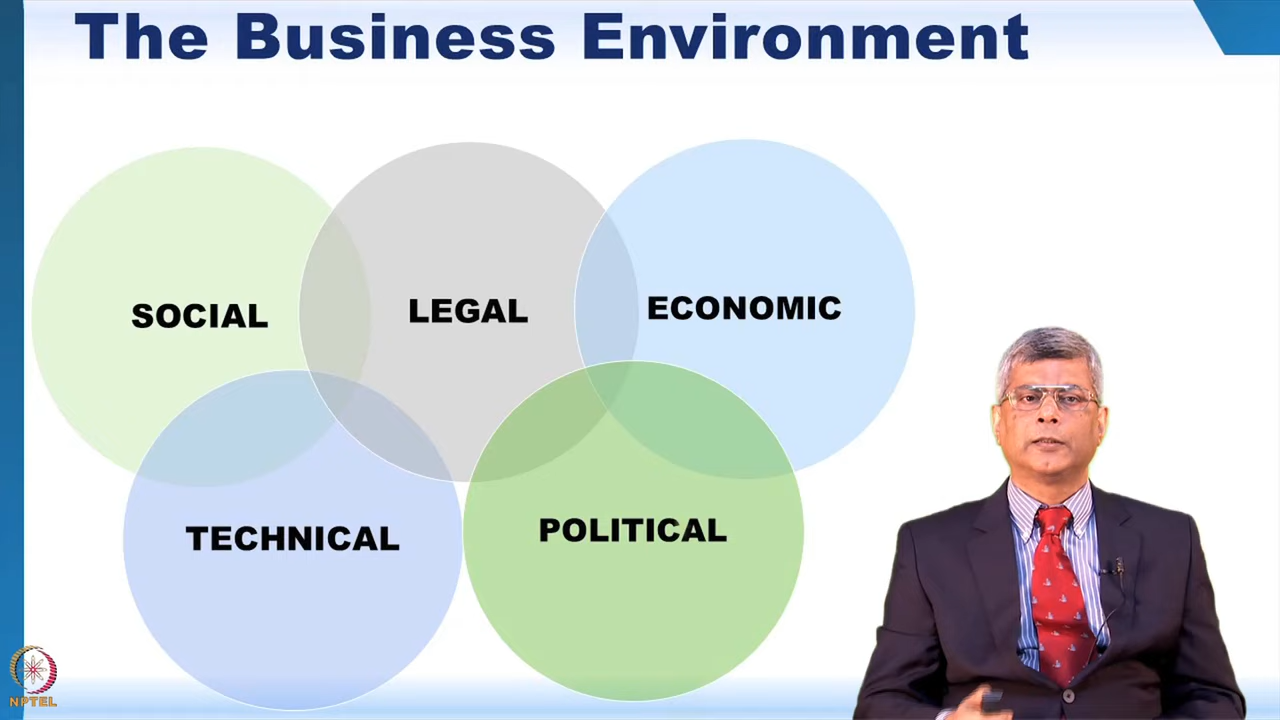 The Business Environment
SOCIAL
LEGAL
ECONOMIC
TECHNICAL
POLITICAL
NPTEL